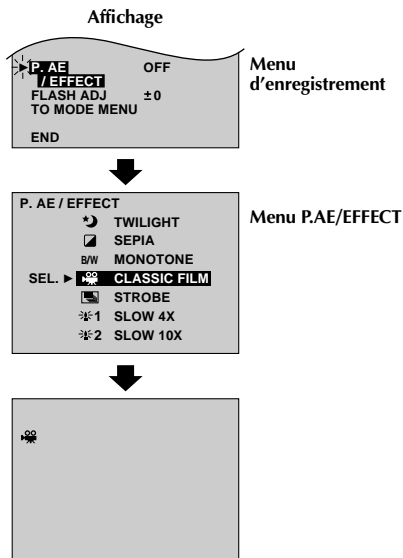 Affichage
P. AE OFF
/ EFFECT
FLASH ADJ ±0
TO MODE MENU
END
Menu
d'enregistrement
P. AE / EFFECT
TWILIGHT
SEPIA
B/W MONOTONE
SEL. ► CLASSIC FILM
STROBE
1 SLOW 4X
2 SLOW 10X
Menu P.AE/EFFECT